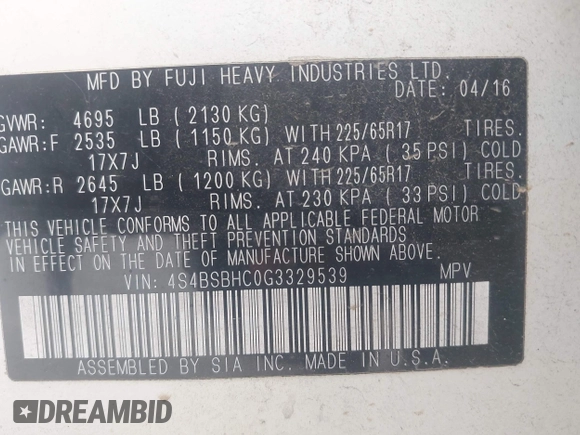 MFD BY FUJI HEAVY INDUSTRIES LTD.
DATE: 04/16
GVWR: 4695 LB ( 2130 KG)
GAWR:F 2535 LB ( 1150 KG) WITH 225/65R17 TIRES.
17X7J RIMS. AT 240 KPA ( 35 PSI) COLD
GAWR:R 2645 LB ( 1200 KG) WITH 225/65R17 TIRES.
17X7J RIMS. AT 230 KPA ( 33 PSI) COLD
THIS VEHICLE CONFORMS TO ALL APPLICABLE FEDERAL MOTOR
VEHICLE SAFETY AND THEFT PREVENTION STANDARDS
IN EFFECT ON THE DATE OF MANUFACTURE SHOWN ABOVE.
VIN: 4S4BSBHC0G3329539 MPV
ASSEMBLED BY SIA INC. MADE IN U.S.A.
DREAMBID